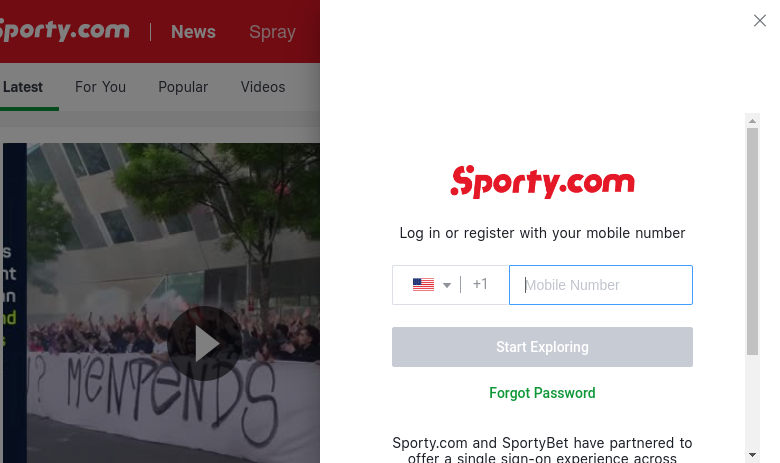 Sporty.com | News Spray
Latest For You Popular Videos
s
nt
n
d
s
? M'ENTENDS
Sporty.com
Log in or register with your mobile number
+1 Mobile Number
Start Exploring
Forgot Password
Sporty.com and SportyBet have partnered to
offer a single sign-on experience across